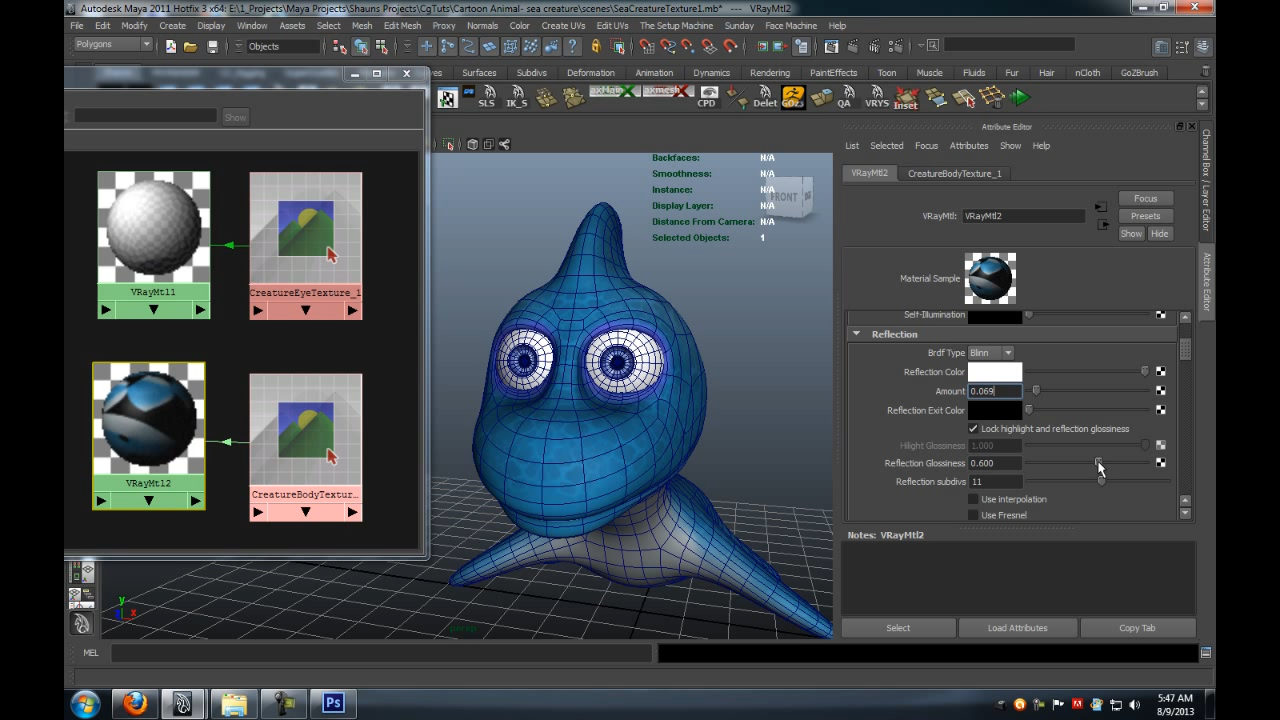 Autodesk Maya 2011 Hotfix 3 x64: E:\1_Projects\Maya Projects\Shauns Projects\CgTuts\Cartoon Animal- sea creature\scenes\SeaCreatureTexture1.mb* --- VRayMtl2
File Edit Modify Create Display Window Assets Select Mesh Edit Mesh Proxy Normals Color Create UVs Edit UVs The Setup Machine Sunday Face Machine Help
Polygons Objects
Surfaces Subdivs Deformation Animation Dynamics Rendering PaintEffects Toon Muscle Fluids Fur Hair nCloth GoZBrush
SLS IK_S CPD Delet GOz3 QA VRYS Inset
Show
Attribute Editor
List Selected Focus Attributes Show Help
VRayMtl2 CreatureBodyTexture_1
Focus
VRayMtl: VRayMtl2 Presets
Show Hide
Material Sample
Self-Illumination
Reflection
Brdf Type Blinn
Reflection Color
Amount 0.069
Reflection Exit Color
Lock highlight and reflection glossiness
Hilight Glossiness 1.000
Reflection Glossiness 0.600
Reflection subdivs 11
Use interpolation
Use Fresnel
Notes: VRayMtl2
Select Load Attributes Copy Tab
Channel Box / Layer Editor
Attribute Editor
Backfaces: N/A
Smoothness: N/A
Instance: N/A
Display Layer: N/A
Distance From Camera: N/A
Selected Objects: 1
FRONT
VRayMtl1 CreatureEyeTexture_1
VRayMtl2 CreatureBodyTextur...
y
x
persp
MEL
Ps
5:47 AM
8/9/2013